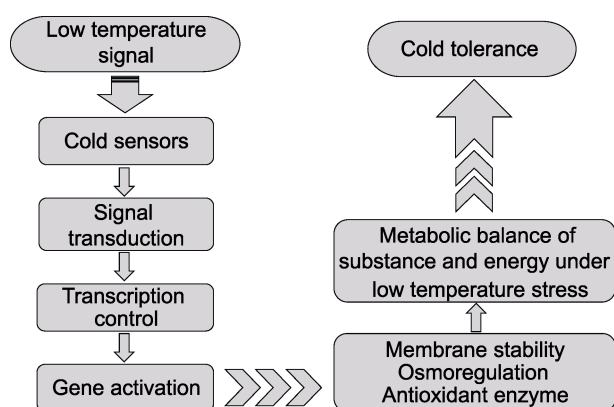 Low temperature
signal
Cold sensors
Signal
transduction
Transcription
control
Gene activation
Membrane stability
Osmoregulation
Antioxidant enzyme
Metabolic balance of
substance and energy under
low temperature stress
Cold tolerance